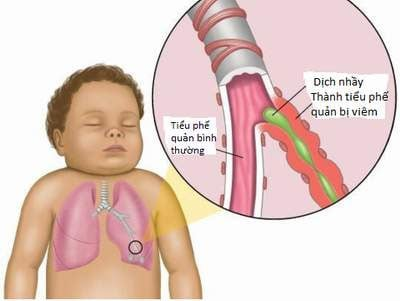 Dịch nhầy
Thành tiểu phế
quản bị viêm
Tiểu phế
quản bình
thường